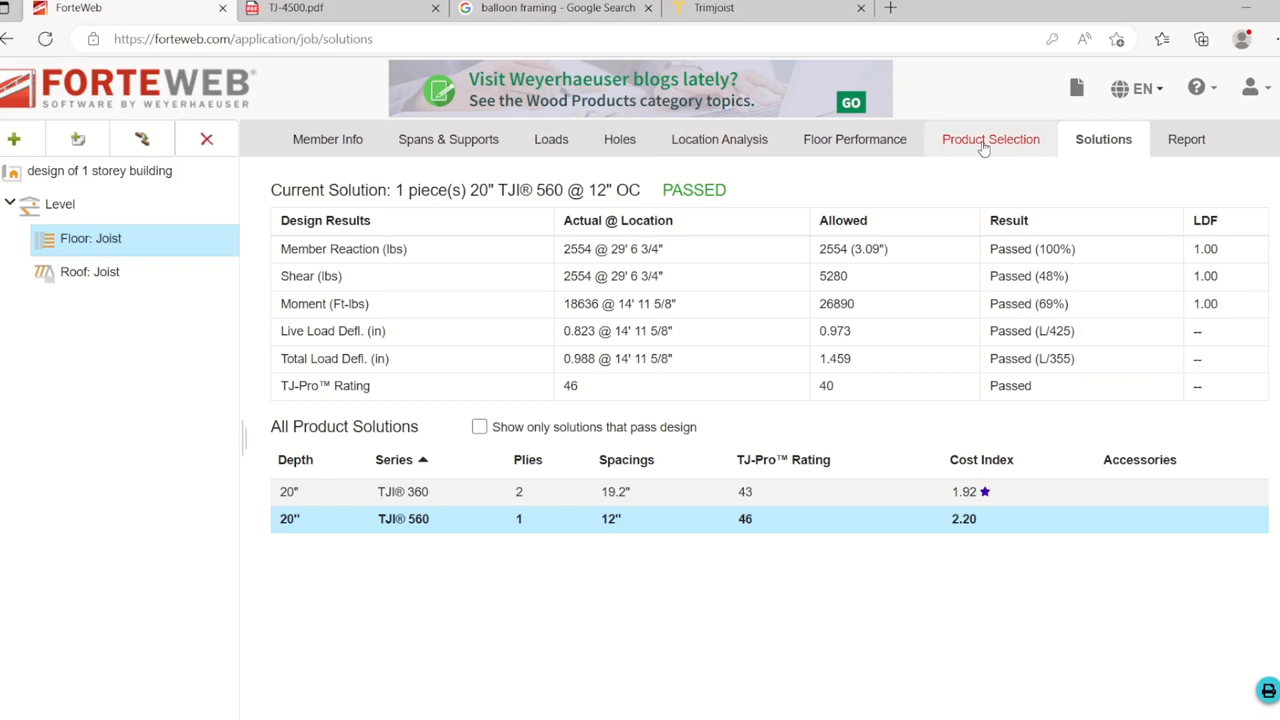 ForteWeb
TJ-4500.pdf
balloon framing - Google Search
Trimjoist
https://forteweb.com/application/job/solutions
FORTEWEB®
SOFTWARE BY WEYERHAEUSER
Visit Weyerhaeuser blogs lately?
See the Wood Products category topics.
GO
EN
Member Info Spans & Supports Loads Holes Location Analysis Floor Performance Product Selection Solutions Report
design of 1 storey building
Level
Floor: Joist
Roof: Joist
Current Solution: 1 piece(s) 20" TJI® 560 @ 12" OC PASSED
Design Results Actual @ Location Allowed Result LDF
Member Reaction (lbs) 2554 @ 29' 6 3/4" 2554 (3.09") Passed (100%) 1.00
Shear (lbs) 2554 @ 29' 6 3/4" 5280 Passed (48%) 1.00
Moment (Ft-lbs) 18636 @ 14' 11 5/8" 26890 Passed (69%) 1.00
Live Load Defl. (in) 0.823 @ 14' 11 5/8" 0.973 Passed (L/425) --
Total Load Defl. (in) 0.988 @ 14' 11 5/8" 1.459 Passed (L/355) --
TJ-Pro™ Rating 46 40 Passed --
All Product Solutions Show only solutions that pass design
Depth Series Plies Spacings TJ-Pro™ Rating Cost Index Accessories
20" TJI® 360 2 19.2" 43 1.92
20" TJI® 560 1 12" 46 2.20